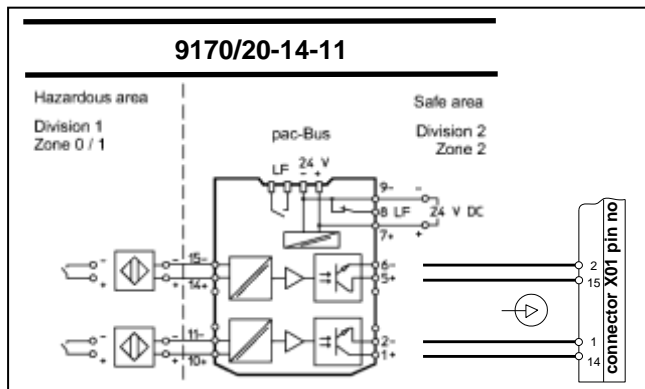 9170/20-14-11
Hazardous area
Division 1
Zone 0 / 1
Safe area
Division 2
Zone 2
pac-Bus
LF 24 V
- +
9- -
8 LF 24 V DC
7+ +
- - 15- 6-
+ + 14+ 5+
- - 11- 2-
+ + 10+ 1+
2
15
1
14
connector X01 pin no